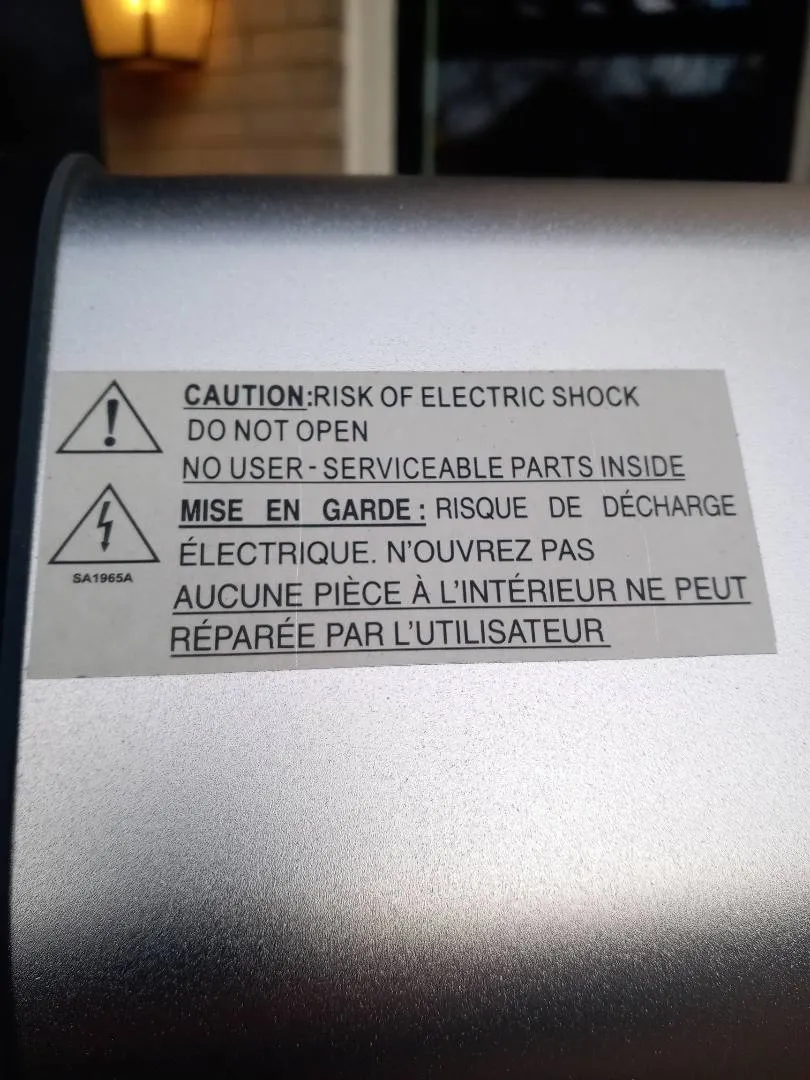 CAUTION:RISK OF ELECTRIC SHOCK
DO NOT OPEN
NO USER-SERVICEABLE PARTS INSIDE
MISE EN GARDE: RISQUE DE DÉCHARGE
ÉLECTRIQUE. N'OUVREZ PAS
AUCUNE PIÈCE À L'INTÉRIEUR NE PEUT
RÉPARÉE PAR L'UTILISATEUR
SA1965A